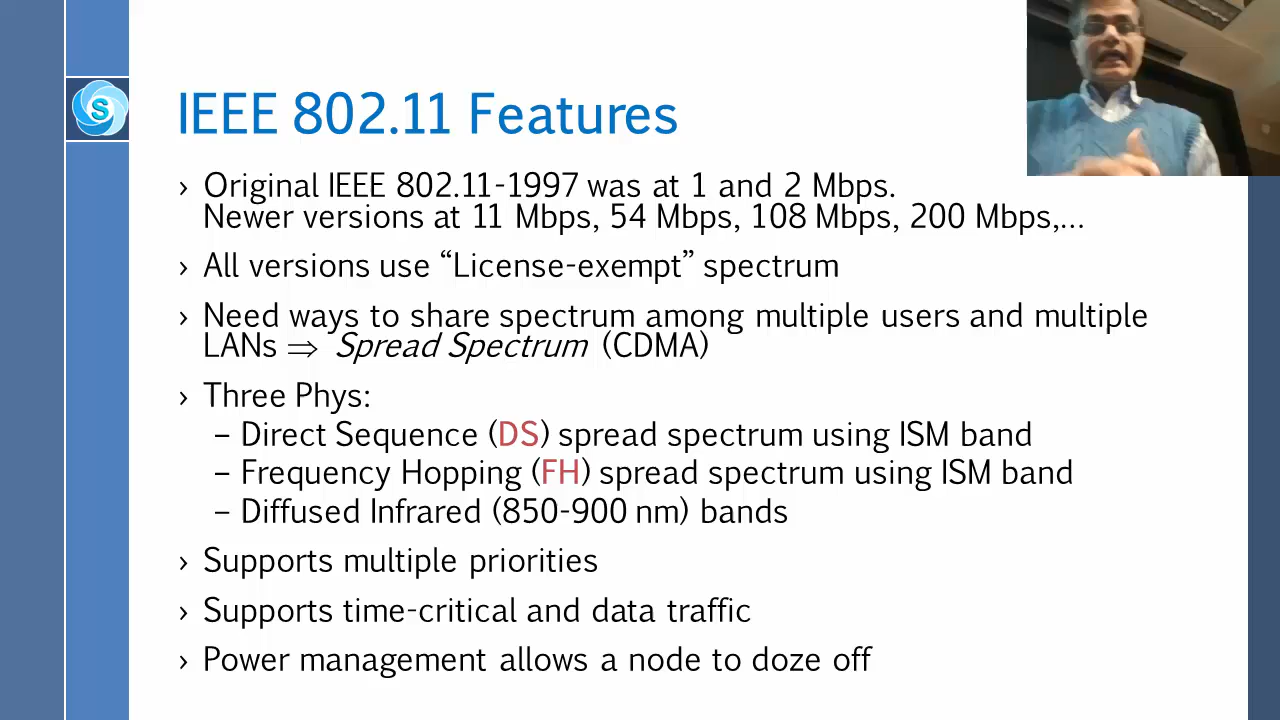 S
IEEE 802.11 Features
› Original IEEE 802.11-1997 was at 1 and 2 Mbps.
Newer versions at 11 Mbps, 54 Mbps, 108 Mbps, 200 Mbps,...
› All versions use “License-exempt” spectrum
› Need ways to share spectrum among multiple users and multiple
LANs ⇒ Spread Spectrum (CDMA)
› Three Phys:
– Direct Sequence (DS) spread spectrum using ISM band
– Frequency Hopping (FH) spread spectrum using ISM band
– Diffused Infrared (850-900 nm) bands
› Supports multiple priorities
› Supports time-critical and data traffic
› Power management allows a node to doze off